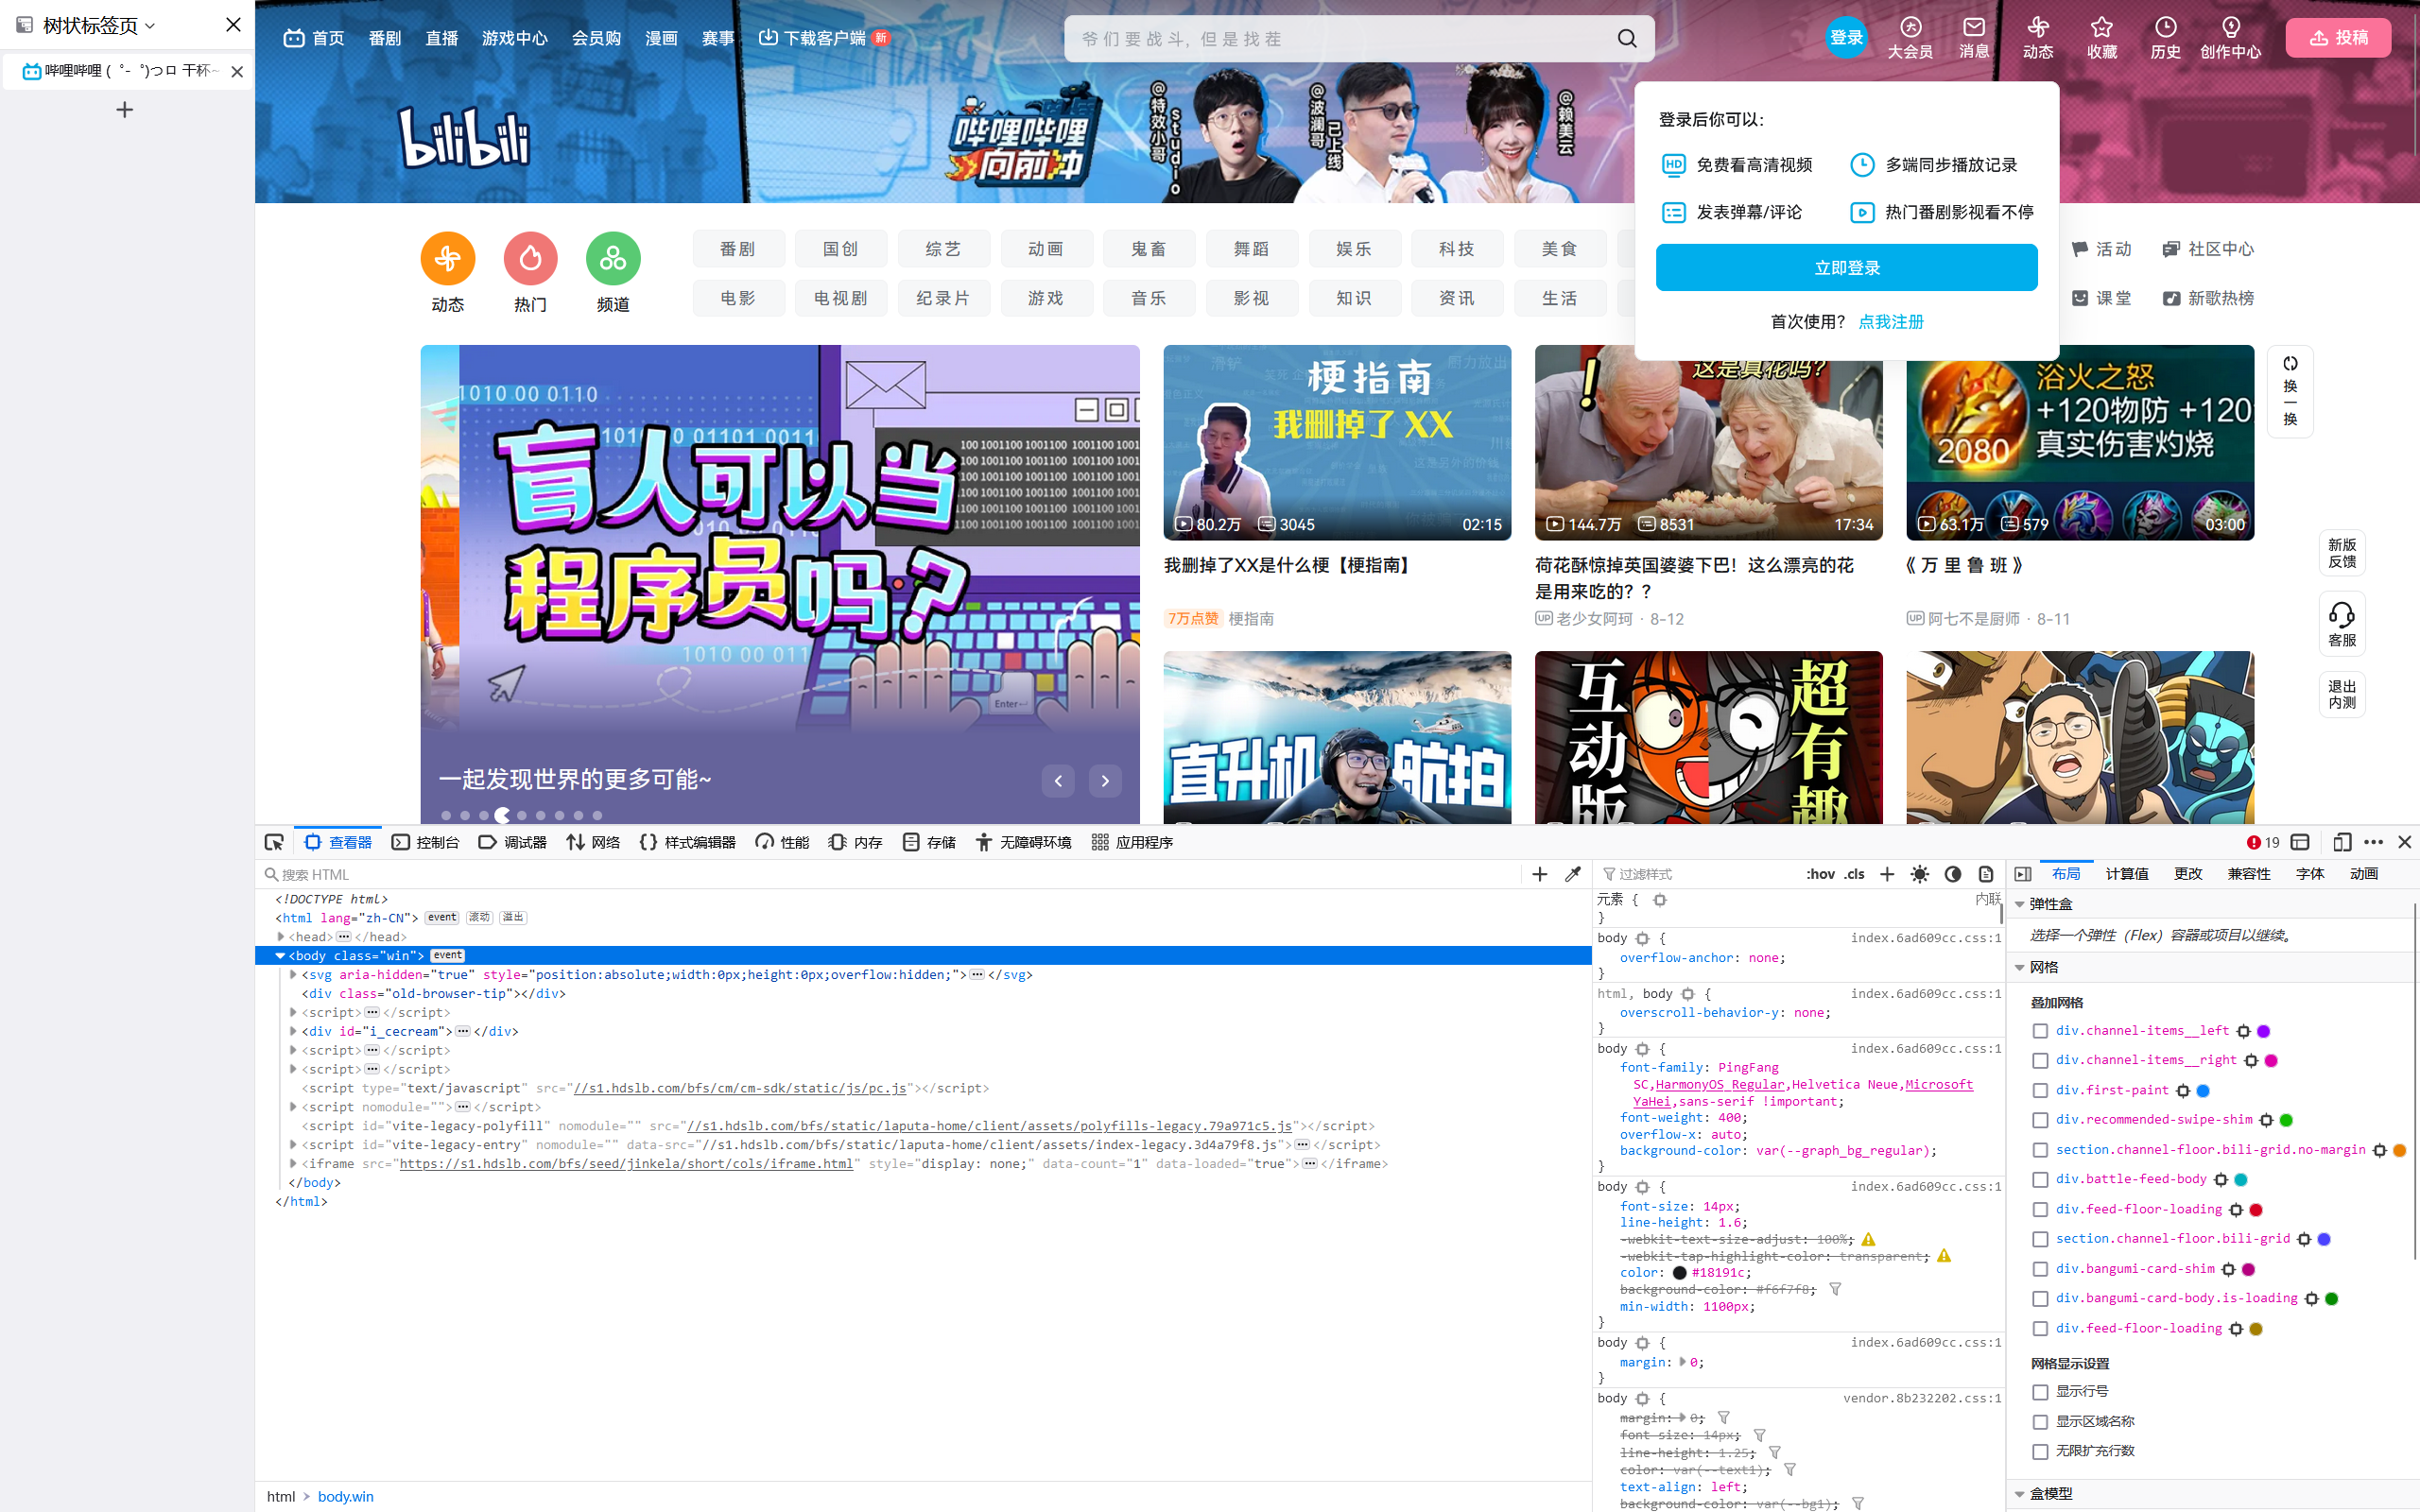 树状标签页
哔哩哔哩 (゜-゜)つロ 干杯~
首页 番剧 直播 游戏中心 会员购 漫画 赛事 下载客户端 新
爷们要战斗，但是找茬
登录 大会员 消息 动态 收藏 历史 创作中心 投稿
bilibili
哔哩哔哩
向前冲
@特效小哥
studio
@波澜哥
已上线
@赖美云
登录后你可以：
HD 免费看高清视频 多端同步播放记录
发表弹幕/评论 热门番剧影视看不停
立即登录
首次使用？ 点我注册
动态 热门 频道
番剧 国创 综艺 动画 鬼畜 舞蹈 娱乐 科技 美食
电影 电视剧 纪录片 游戏 音乐 影视 知识 资讯 生活
活动 社区中心
课堂 新歌热榜
1010 00 0110
盲人可以当
程序员吗?
1010 00 011
Enter
一起发现世界的更多可能~
梗指南
我删掉了 XX
80.2万 3045 02:15
我删掉了XX是什么梗【梗指南】
7万点赞 梗指南
这是真花吗?
144.7万 8531 17:34
荷花酥惊掉英国婆婆下巴！这么漂亮的花
是用来吃的？？
UP 老少女阿珂 · 8-12
浴火之怒
+120物防 +120
2080 真实伤害灼烧
63.1万 579 03:00
《 万 里 鲁 班 》
UP 阿七不是厨师 · 8-11
直升机 航拍
互动版
超有趣
换一换
新版
反馈
客服
退出
内测
查看器 控制台 调试器 网络 样式编辑器 性能 内存 存储 无障碍环境 应用程序 19
搜索 HTML
<!DOCTYPE html>
<html lang="zh-CN"> event 滚动 溢出
<head>···</head>
<body class="win"> event
<svg aria-hidden="true" style="position:absolute;width:0px;height:0px;overflow:hidden;">···</svg>
<div class="old-browser-tip"></div>
<script>···</script>
<div id="i_cecream">···</div>
<script>···</script>
<script>···</script>
<script type="text/javascript" src="//s1.hdslb.com/bfs/cm/cm-sdk/static/js/pc.js"></script>
<script nomodule="">···</script>
<script id="vite-legacy-polyfill" nomodule="" src="//s1.hdslb.com/bfs/static/laputa-home/client/assets/polyfills-legacy.79a971c5.js"></script>
<script id="vite-legacy-entry" nomodule="" data-src="//s1.hdslb.com/bfs/static/laputa-home/client/assets/index-legacy.3d4a79f8.js">···</script>
<iframe src="https://s1.hdslb.com/bfs/seed/jinkela/short/cols/iframe.html" style="display: none;" data-count="1" data-loaded="true">···</iframe>
</body>
</html>
html > body.win
过滤样式 :hov .cls
元素 { 内联
}
body { index.6ad609cc.css:1
overflow-anchor: none;
}
html, body { index.6ad609cc.css:1
overscroll-behavior-y: none;
}
body { index.6ad609cc.css:1
font-family: PingFang
SC,HarmonyOS_Regular,Helvetica Neue,Microsoft
YaHei,sans-serif !important;
font-weight: 400;
overflow-x: auto;
background-color: var(--graph_bg_regular);
}
body { index.6ad609cc.css:1
font-size: 14px;
line-height: 1.6;
-webkit-text-size-adjust: 100%;
-webkit-tap-highlight-color: transparent;
color: #18191c;
background-color: #f6f7f8;
min-width: 1100px;
}
body { index.6ad609cc.css:1
margin: 0;
}
body { vendor.8b232202.css:1
margin: 0;
font-size: 14px;
line-height: 1.25;
color: var(--text1);
text-align: left;
background-color: var(--bg1);
布局 计算值 更改 兼容性 字体 动画
弹性盒
选择一个弹性（Flex）容器或项目以继续。
网格
叠加网格
div.channel-items__left
div.channel-items__right
div.first-paint
div.recommended-swipe-shim
section.channel-floor.bili-grid.no-margin
div.battle-feed-body
div.feed-floor-loading
section.channel-floor.bili-grid
div.bangumi-card-shim
div.bangumi-card-body.is-loading
div.feed-floor-loading
网格显示设置
显示行号
显示区域名称
无限扩充行数
盒模型